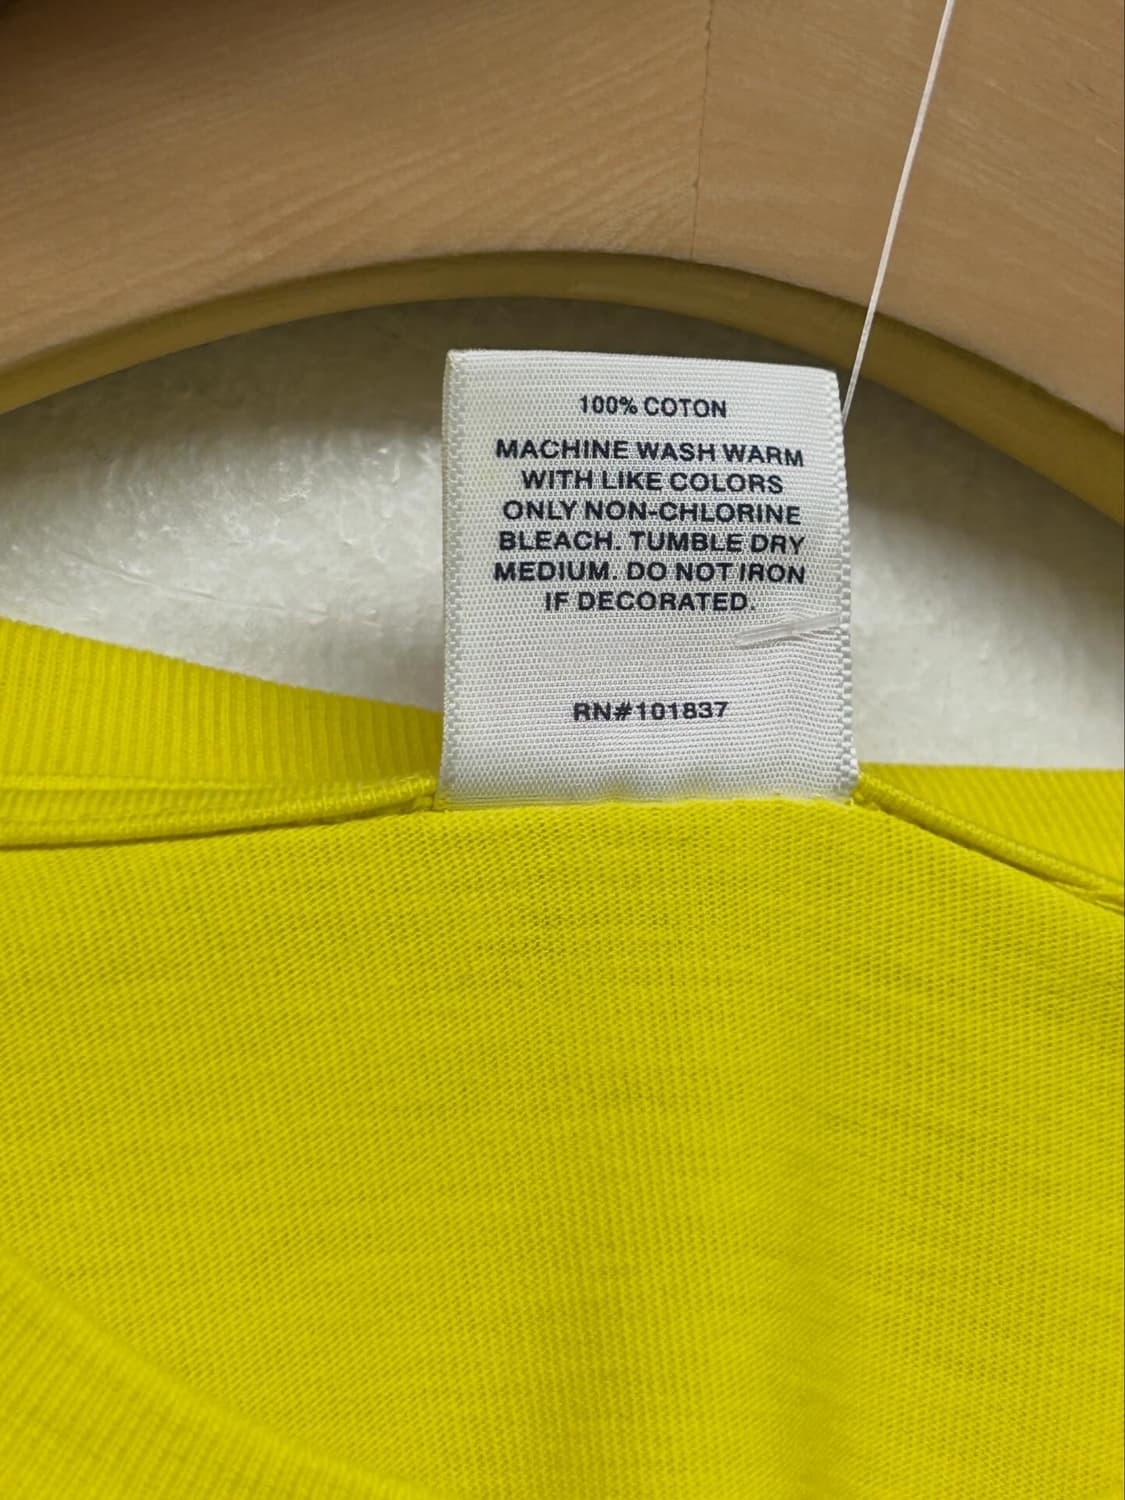 100% COTON
MACHINE WASH WARM
WITH LIKE COLORS
ONLY NON-CHLORINE
BLEACH. TUMBLE DRY
MEDIUM. DO NOT IRON
IF DECORATED.
RN#101837